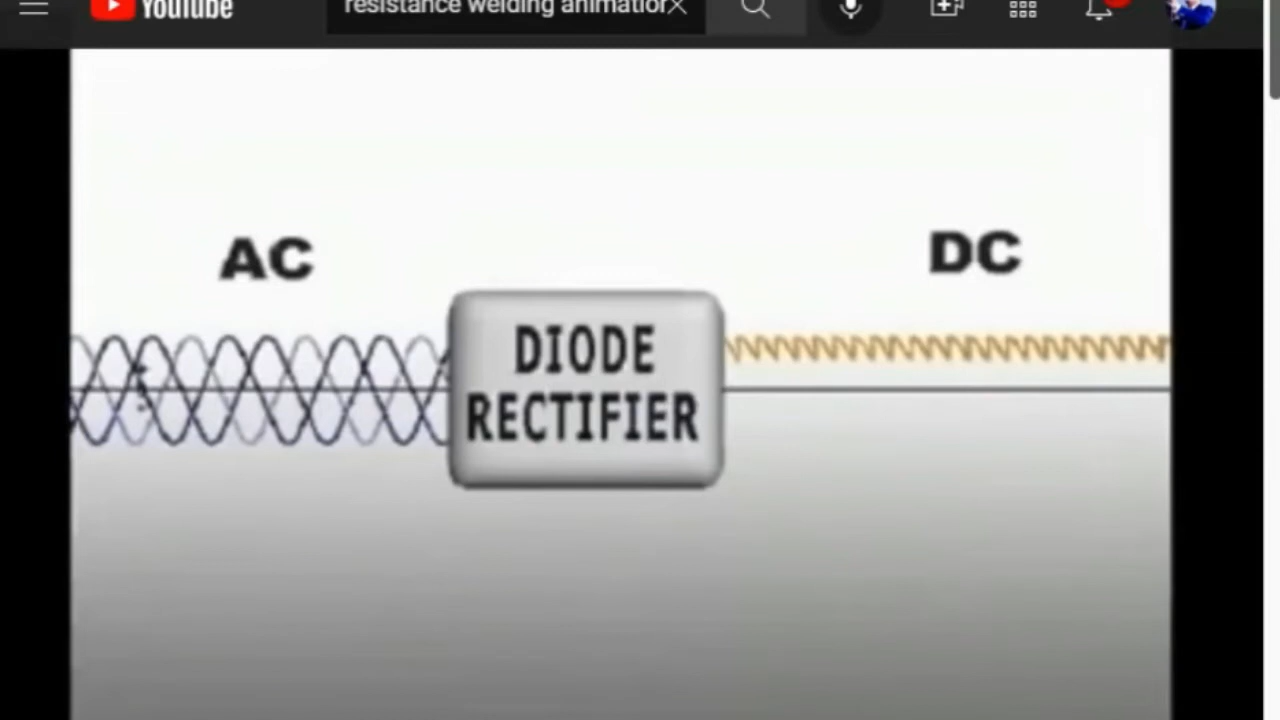 YouTube
resistance welding animation
AC
DC
DIODE
RECTIFIER